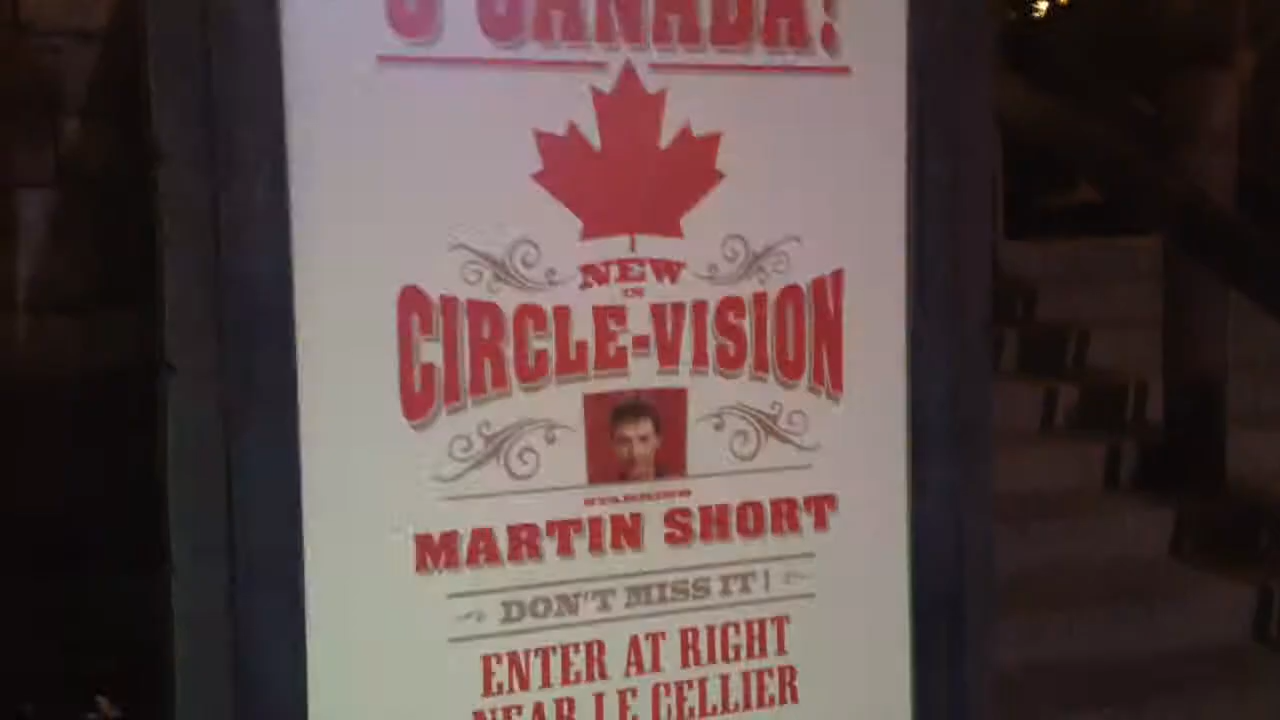 O CANADA!
NEW
IN
CIRCLE-VISION
STARRING
MARTIN SHORT
DON'T MISS IT!
ENTER AT RIGHT
NEAR LE CELLIER